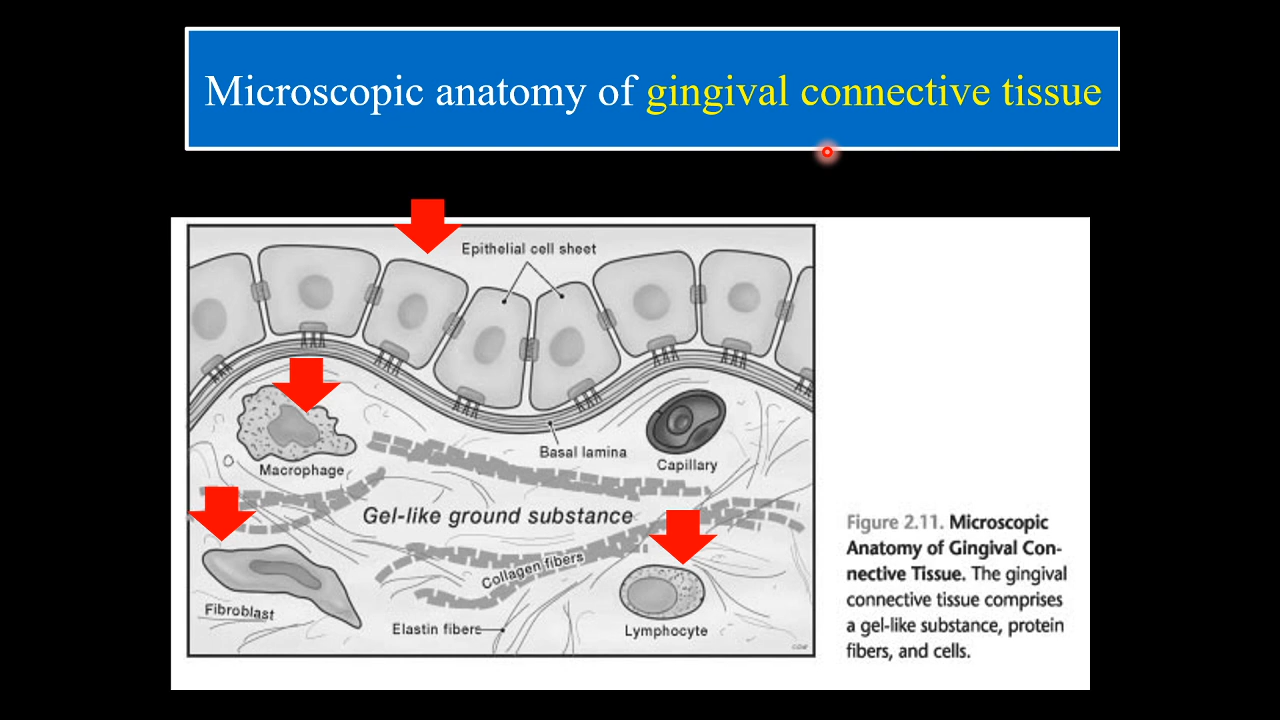 Microscopic anatomy of gingival connective tissue
Epithelial cell sheet
Basal lamina
Capillary
Macrophage
Gel-like ground substance
Collagen fibers
Fibroblast
Elastin fibers
Lymphocyte
Figure 2.11. Microscopic
Anatomy of Gingival Con-
nective Tissue. The gingival
connective tissue comprises
a gel-like substance, protein
fibers, and cells.